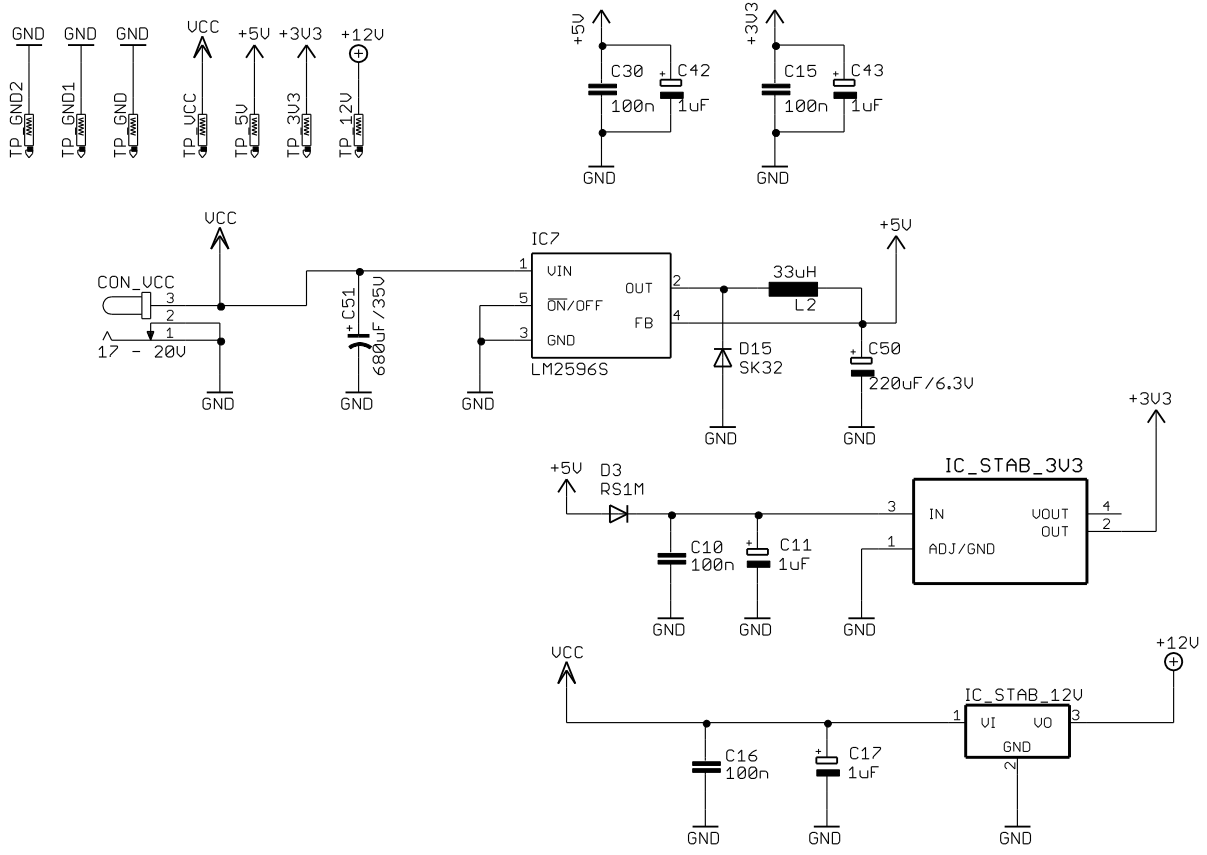 GND GND GND VCC +5V +3V3 +12V
TP_GND2 TP_GND1 TP_GND TP_VCC TP_5V TP_3V3 TP_12V
+5V
+ C30 C42
100n 1uF
GND
+3V3
+ C15 C43
100n 1uF
GND
VCC
CON_VCC
3
2
1
17 - 20V
GND
+ C51
680uF/35V
GND
IC7
1 VIN
5 ON/OFF
3 GND
OUT 2
FB 4
LM2596S
GND
33uH
L2
+5V
D15
SK32
GND
+ C50
220uF/6.3V
GND
+3V3
+5V
D3
RS1M
C10
100n
GND
+ C11
1uF
GND
IC_STAB_3V3
3 IN
1 ADJ/GND
VOUT 4
OUT 2
GND
VCC
C16
100n
GND
+ C17
1uF
GND
+12V
IC_STAB_12V
1 VI VO 3
GND
2
GND